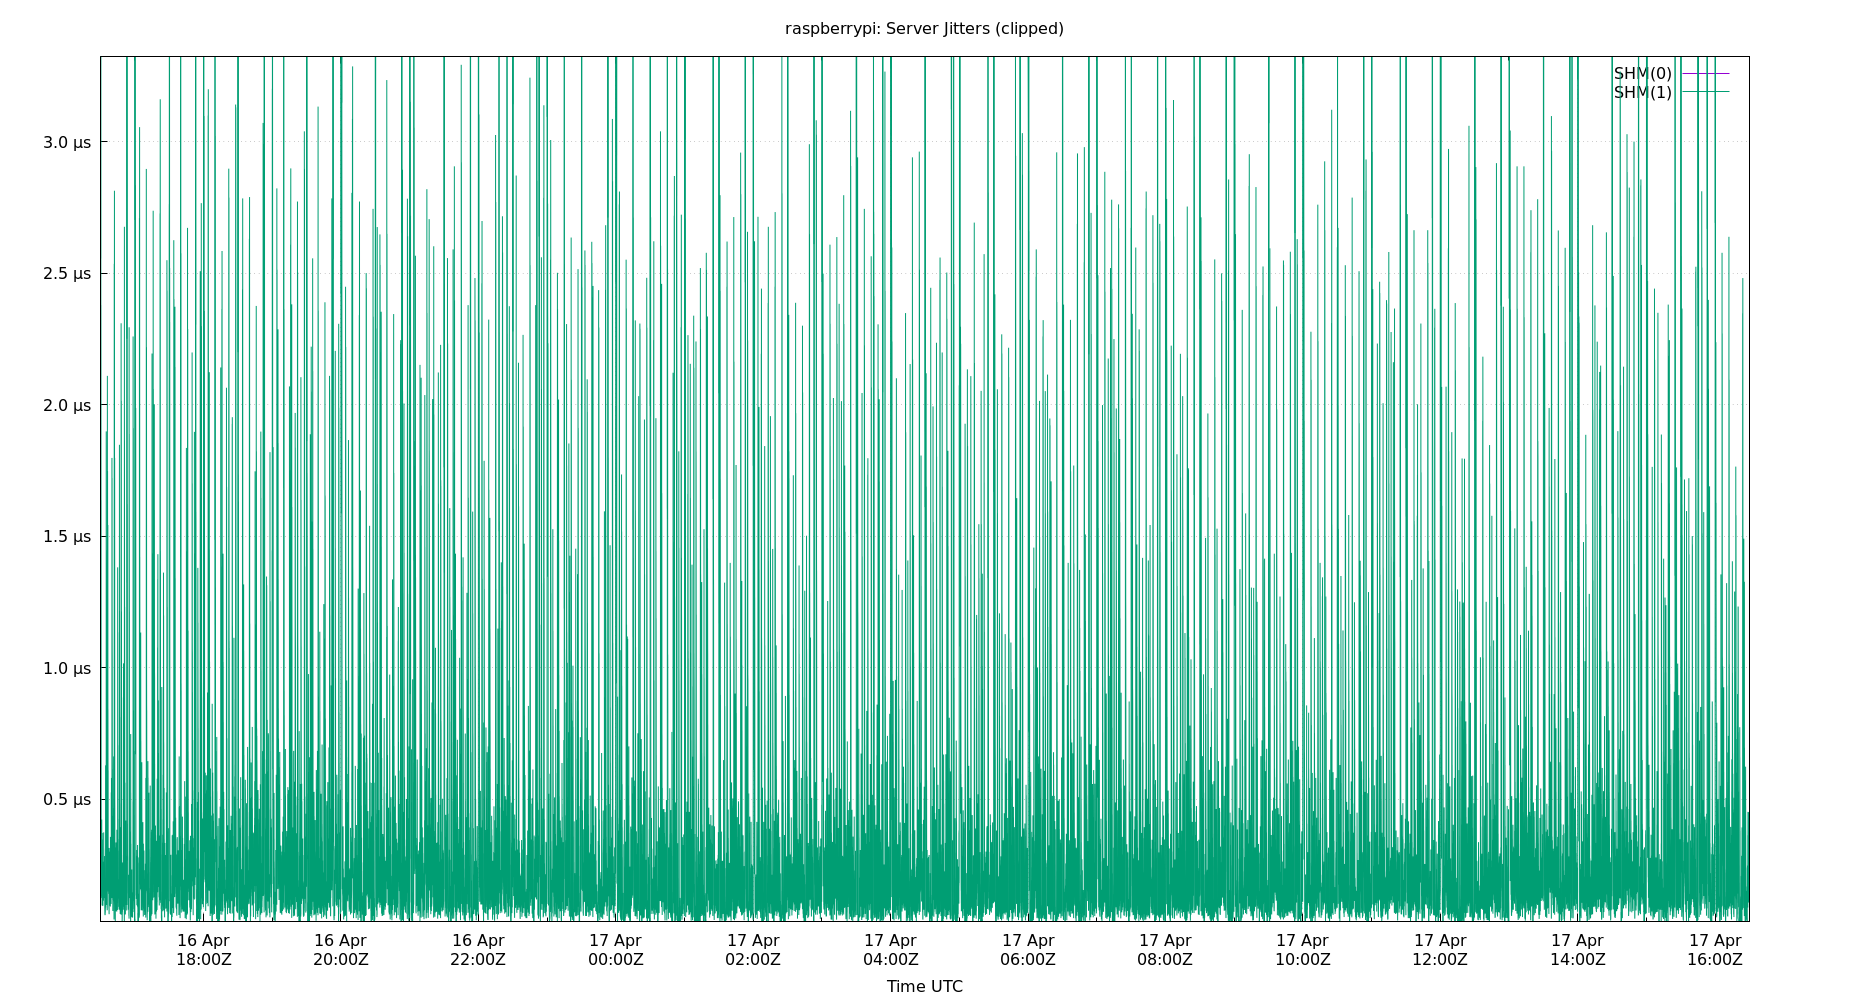 raspberrypi: Server Jitters (clipped)
SHM(0)
SHM(1)
3.0 µs
2.5 µs
2.0 µs
1.5 µs
1.0 µs
0.5 µs
16 Apr 16 Apr 16 Apr 17 Apr 17 Apr 17 Apr 17 Apr 17 Apr 17 Apr 17 Apr 17 Apr 17 Apr
18:00Z 20:00Z 22:00Z 00:00Z 02:00Z 04:00Z 06:00Z 08:00Z 10:00Z 12:00Z 14:00Z 16:00Z
Time UTC